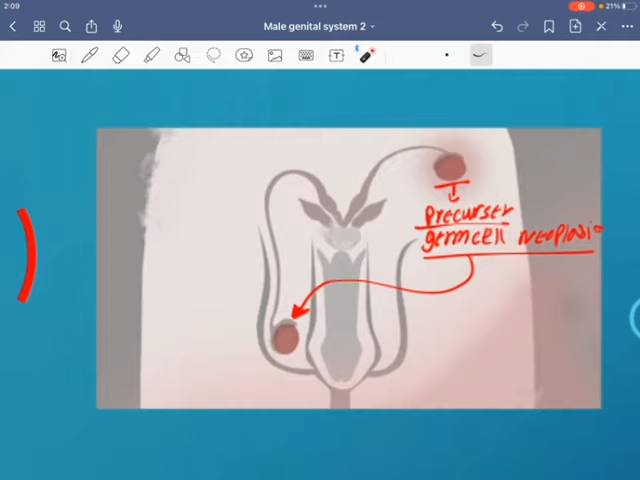 2:09
21%
Male genital system 2
T
precurser
germcell neoplasia